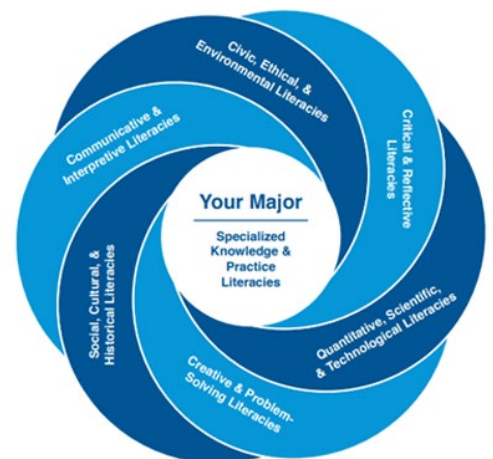 Civic, Ethical, &
Environmental Literacies
Critical & Reflective
Literacies
Quantitative, Scientific,
& Technological Literacies
Creative & Problem-
Solving Literacies
Social, Cultural, &
Historical Literacies
Communicative &
Interpretive Literacies
Your Major
Specialized
Knowledge &
Practice
Literacies